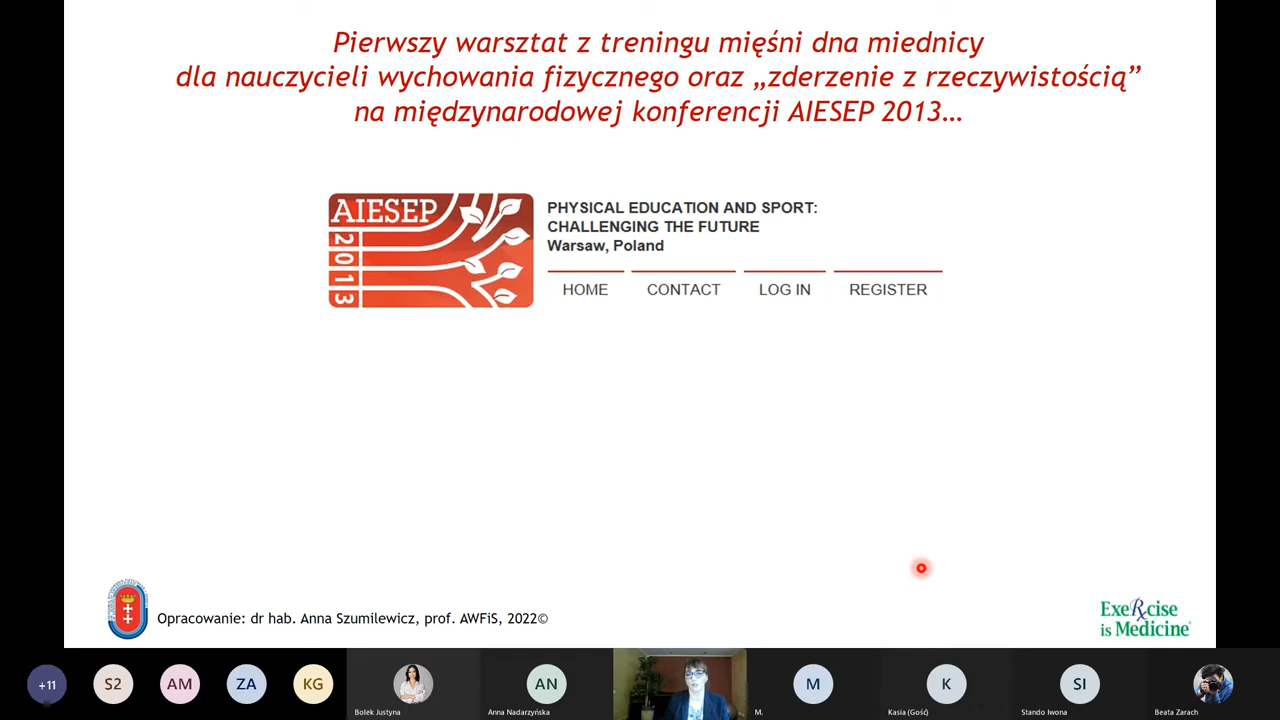 Pierwszy warsztat z treningu mięśni dna miednicy
dla nauczycieli wychowania fizycznego oraz „zderzenie z rzeczywistością”
na międzynarodowej konferencji AIESEP 2013…
AIESEP
2013
PHYSICAL EDUCATION AND SPORT:
CHALLENGING THE FUTURE
Warsaw, Poland
HOME CONTACT LOG IN REGISTER
Opracowanie: dr hab. Anna Szumilewicz, prof. AWFiS, 2022©
ExeRcise
is Medicine®
+11 S2 AM ZA KG AN M K SI
Bolek Justyna Anna Nadarzyńska M. Kasia (Gość) Stando Iwona Beata Zarach